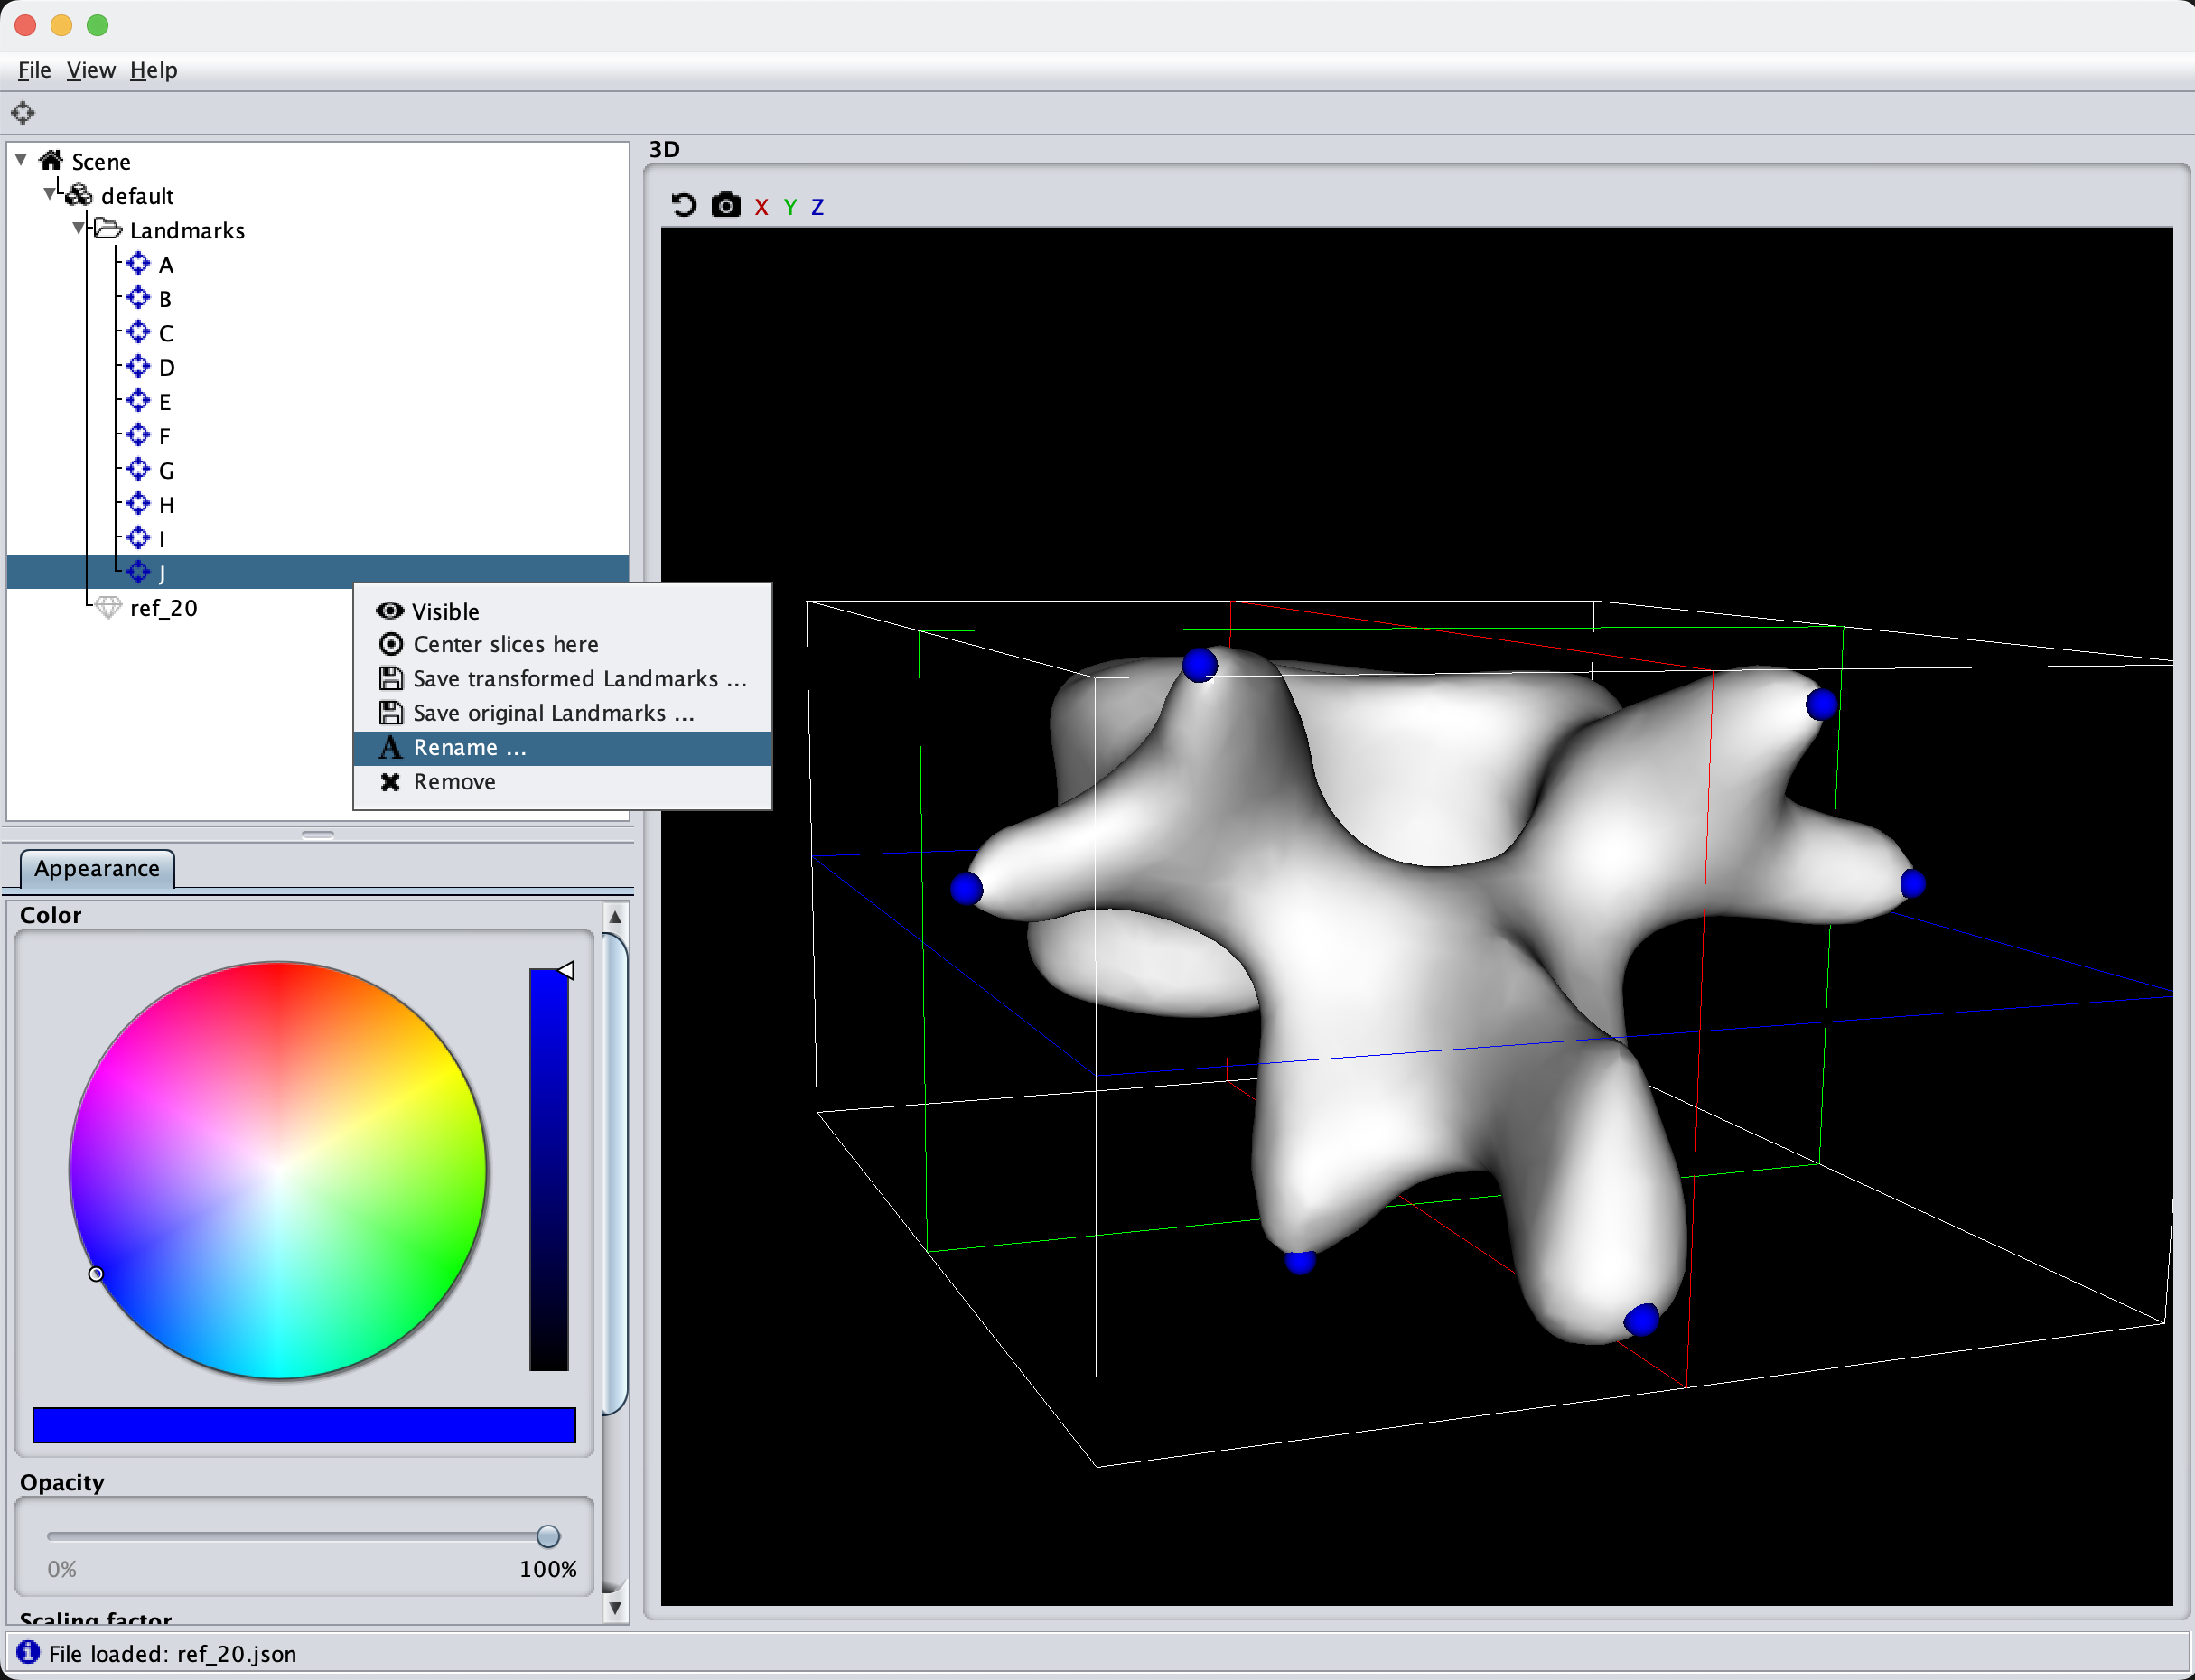 File View Help
Scene
default
Landmarks
A
B
C
D
E
F
G
H
I
J
ref_20
Visible
Center slices here
Save transformed Landmarks ...
Save original Landmarks ...
Rename ...
Remove
3D
X Y Z
Appearance
Color
Opacity
0% 100%
Scaling factor
File loaded: ref_20.json